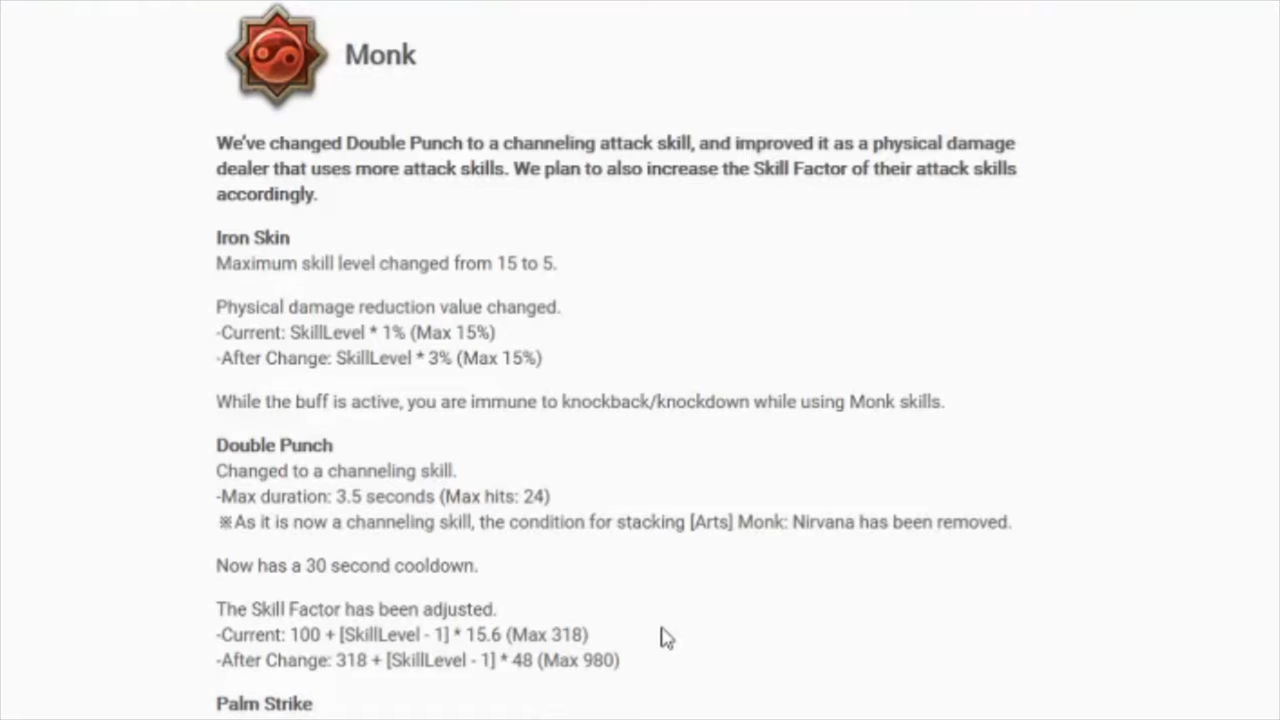 Monk
We've changed Double Punch to a channeling attack skill, and improved it as a physical damage
dealer that uses more attack skills. We plan to also increase the Skill Factor of their attack skills
accordingly.
Iron Skin
Maximum skill level changed from 15 to 5.
Physical damage reduction value changed.
-Current: SkillLevel * 1% (Max 15%)
-After Change: SkillLevel * 3% (Max 15%)
While the buff is active, you are immune to knockback/knockdown while using Monk skills.
Double Punch
Changed to a channeling skill.
-Max duration: 3.5 seconds (Max hits: 24)
※As it is now a channeling skill, the condition for stacking [Arts] Monk: Nirvana has been removed.
Now has a 30 second cooldown.
The Skill Factor has been adjusted.
-Current: 100 + [SkillLevel - 1] * 15.6 (Max 318)
-After Change: 318 + [SkillLevel - 1] * 48 (Max 980)
Palm Strike